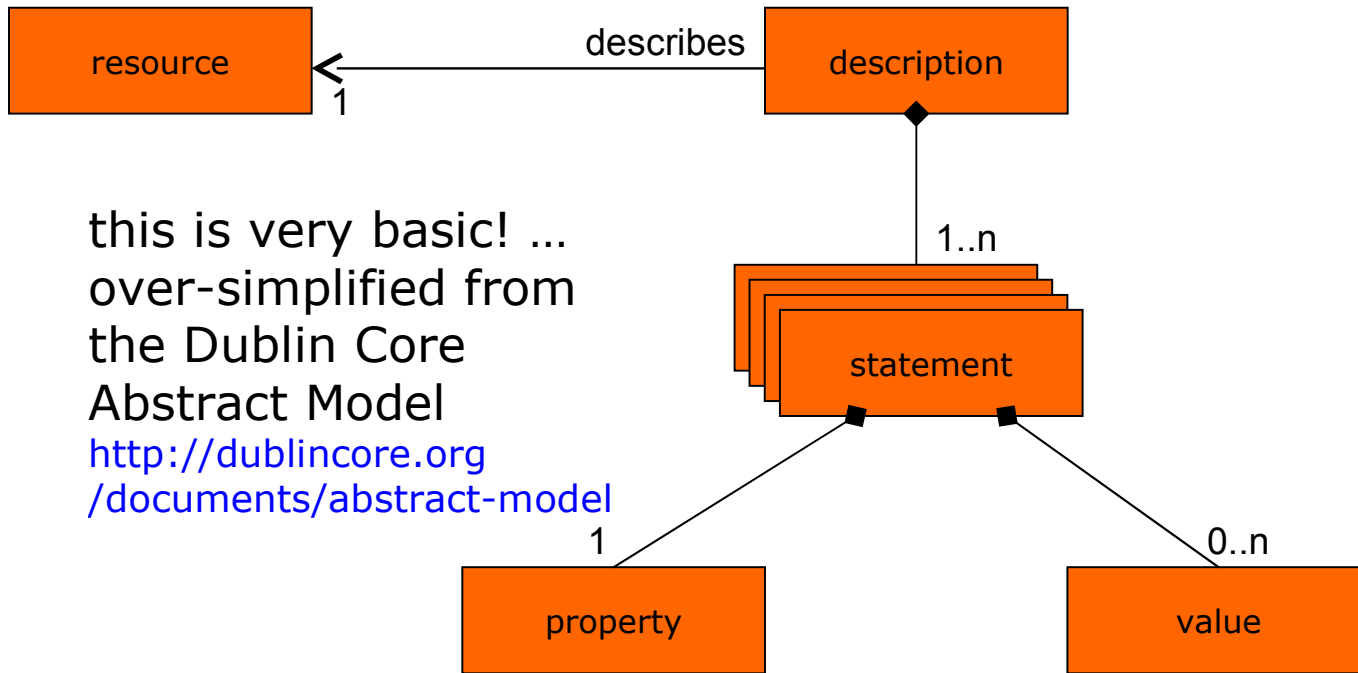 resource
describes
description
1
this is very basic! ...
over-simplified from
the Dublin Core
Abstract Model
http://dublincore.org
/documents/abstract-model
1..n
statement
1
0..n
property
value